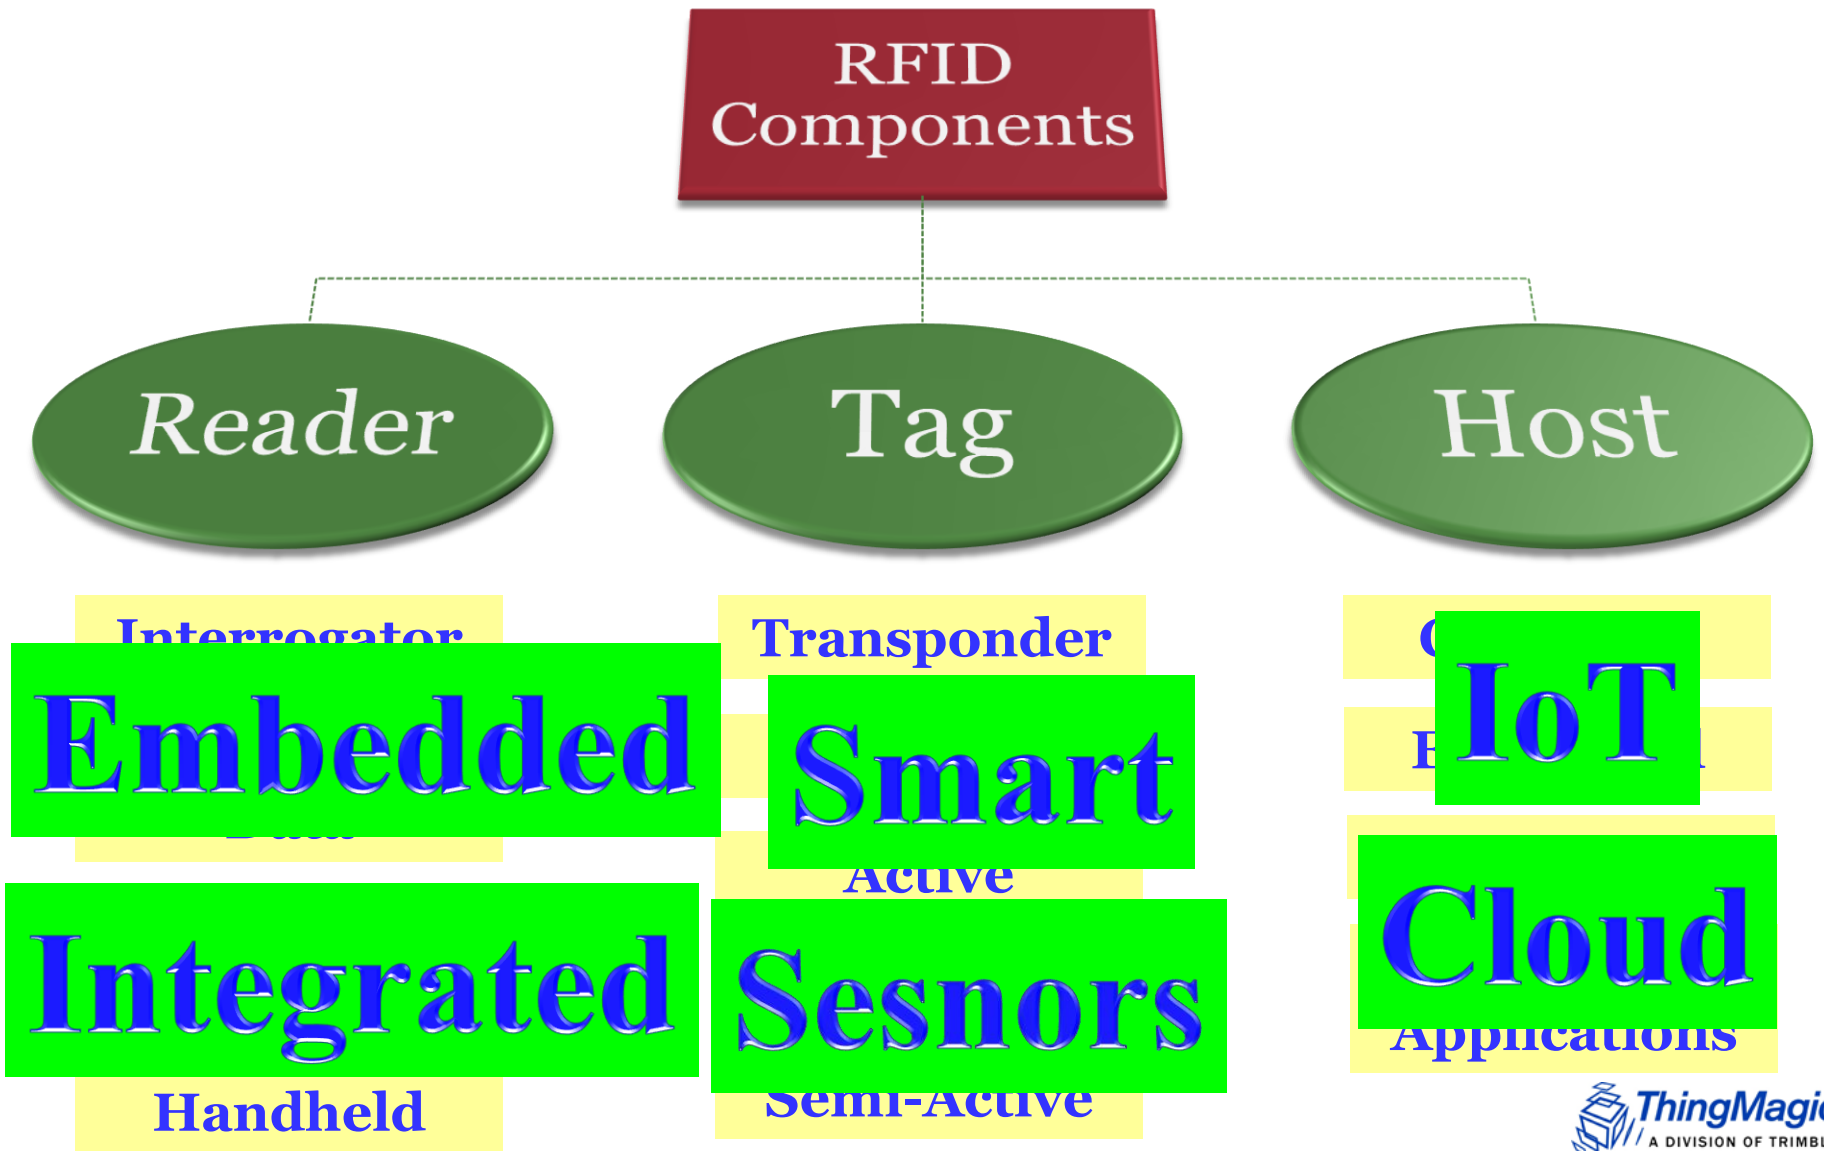 RFID
Components
Reader
Tag
Host
Interrogator
Embedded
Integrated
Handheld
Transponder
Smart
Active
Sesnors
Semi-Active
IoT
Cloud
Applications
ThingMagic
A DIVISION OF